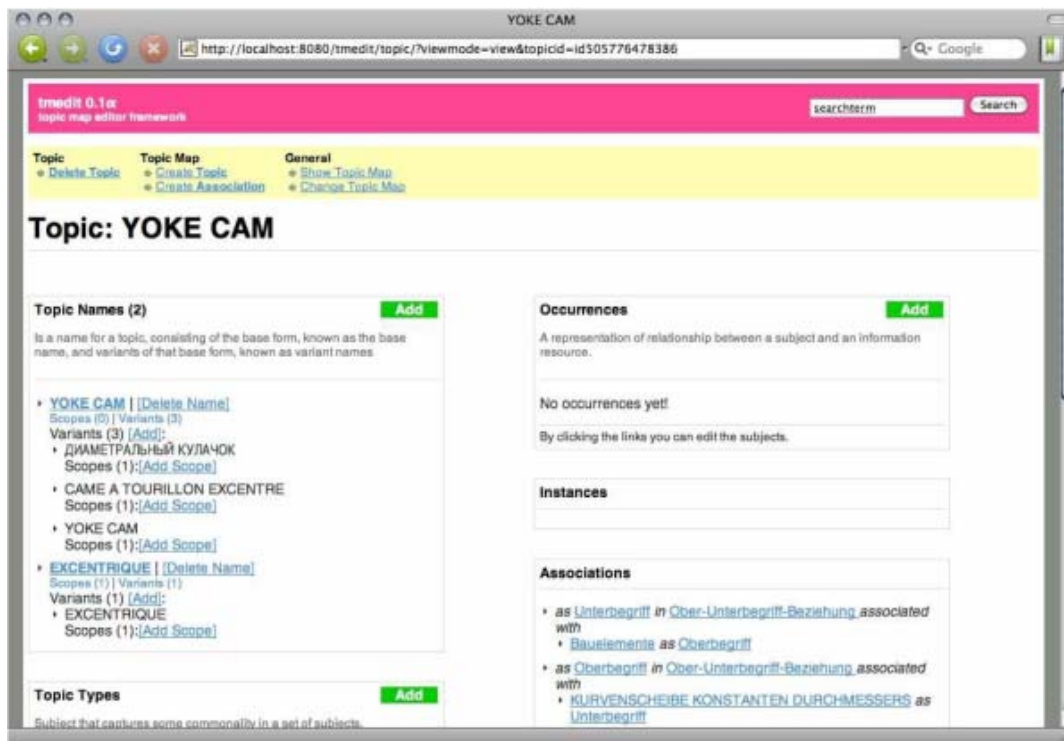 YOKE CAM
http://localhost:8080/tmedit/topic/?viewmode=view&topicid=id505776478386
Google
tmedit 0.1α
topic map editor framework
searchterm
Search
Topic
Delete Topic
Topic Map
Create Topic
Create Association
General
Show Topic Map
Change Topic Map
Topic: YOKE CAM
Topic Names (2)
Add
Is a name for a topic, consisting of the base form, known as the base
name, and variants of that base form, known as variant names
YOKE CAM | [Delete Name]
Scopes (0) | Variants (3)
Variants (3) [Add]:
ДИАМЕТРАЛЬНЫЙ КУЛАЧОК
Scopes (1):[Add Scope]
CAME A TOURILLON EXCENTRE
Scopes (1):[Add Scope]
YOKE CAM
Scopes (1):[Add Scope]
EXCENTRIQUE | [Delete Name]
Scopes (1) | Variants (1)
Variants (1) [Add]:
EXCENTRIQUE
Scopes (1):[Add Scope]
Topic Types
Add
Subject that captures some commonality in a set of subjects.
Occurrences
Add
A representation of relationship between a subject and an information
resource.
No occurrences yet!
By clicking the links you can edit the subjects.
Instances
Associations
as Unterbegriff in Ober-Unterbegriff-Beziehung associated
with
Bauelemente as Oberbegriff
as Oberbegriff in Ober-Unterbegriff-Beziehung associated
with
KURVENSCHEIBE KONSTANTEN DURCHMESSERS as
Unterbegriff